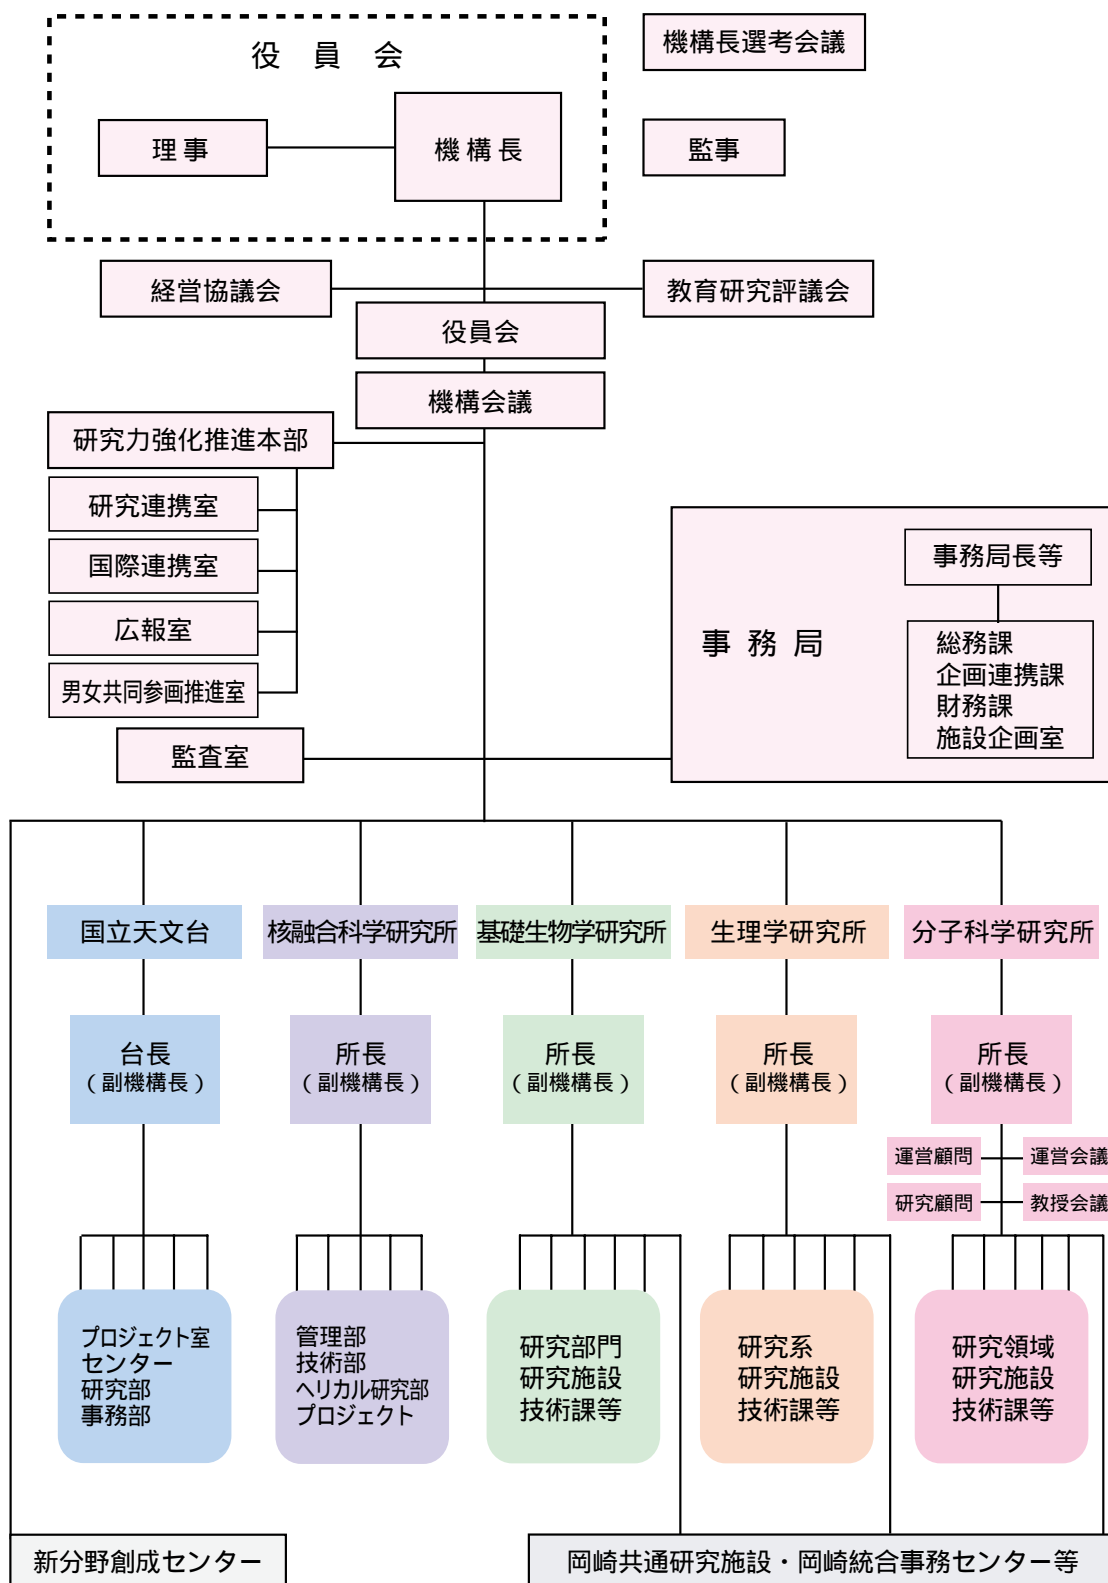 役員会
機構長選考会議
理事
機構長
監事
経営協議会
教育研究評議会
役員会
機構会議
研究力強化推進本部
研究連携室
国際連携室
広報室
男女共同参画推進室
監査室
事務局
事務局長等
総務課
企画連携課
財務課
施設企画室
国立天文台
核融合科学研究所
基礎生物学研究所
生理学研究所
分子科学研究所
台長
(副機構長)
所長
(副機構長)
所長
(副機構長)
所長
(副機構長)
所長
(副機構長)
運営顧問
運営会議
研究顧問
教授会議
プロジェクト室
センター
研究部
事務部
管理部
技術部
ヘリカル研究部
プロジェクト
研究部門
研究施設
技術課等
研究系
研究施設
技術課等
研究領域
研究施設
技術課等
新分野創成センター
岡崎共通研究施設・岡崎統合事務センター等